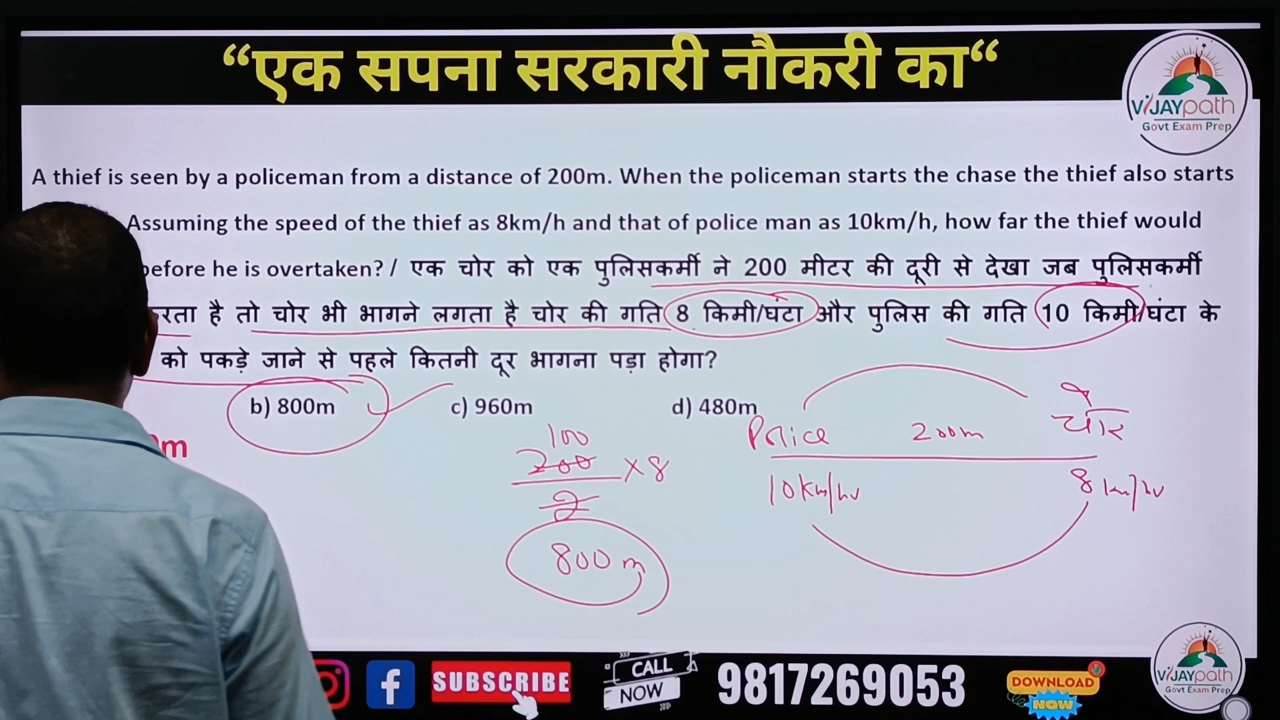 “एक सपना सरकारी नौकरी का“
VIJAYpath
Govt Exam Prep
A thief is seen by a policeman from a distance of 200m. When the policeman starts the chase the thief also starts
Assuming the speed of the thief as 8km/h and that of police man as 10km/h, how far the thief would
before he is overtaken? / एक चोर को एक पुलिसकर्मी ने 200 मीटर की दूरी से देखा जब पुलिसकर्मी
है तो चोर भी भागने लगता है चोर की गति 8 किमी/घंटा और पुलिस की गति 10 किमी/घंटा के
को पकड़े जाने से पहले कितनी दूर भागना पड़ा होगा?
b) 800m c) 960m d) 480m
m
100
200 × 8
2
800 m
Police 200m चोर
10 km/hr 8 km/hr
SUBSCRIBE
CALL
NOW
9817269053
DOWNLOAD
NOW
VIJAYpath
Govt Exam Prep